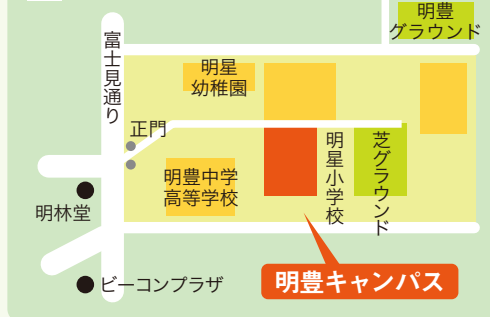 明豊
グラウンド
富士見通り
明星
幼稚園
正門
明豊中学
高等学校
明星小学校
芝グラウンド
明林堂
ビーコンプラザ
明豊キャンパス